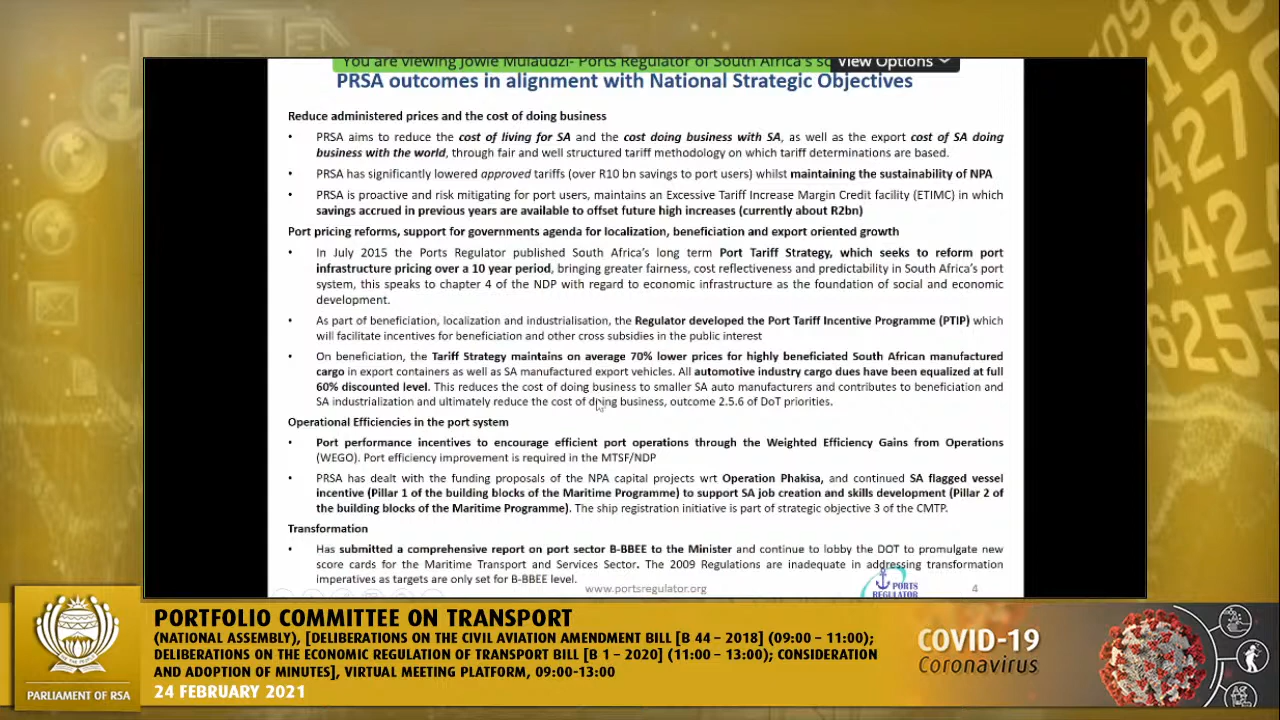 You are viewing Jowie Mulaudzi- Ports Regulator of South Africa's
View Options
PRSA outcomes in alignment with National Strategic Objectives
Reduce administered prices and the cost of doing business
• PRSA aims to reduce the cost of living for SA and the cost doing business with SA, as well as the export cost of SA doing
business with the world, through fair and well structured tariff methodology on which tariff determinations are based.
• PRSA has significantly lowered approved tariffs (over R10 bn savings to port users) whilst maintaining the sustainability of NPA
• PRSA is proactive and risk mitigating for port users, maintains an Excessive Tariff Increase Margin Credit facility (ETIMC) in which
savings accrued in previous years are available to offset future high increases (currently about R2bn)
Port pricing reforms, support for governments agenda for localization, beneficiation and export oriented growth
• In July 2015 the Ports Regulator published South Africa's long term Port Tariff Strategy, which seeks to reform port
infrastructure pricing over a 10 year period, bringing greater fairness, cost reflectiveness and predictability in South Africa's port
system, this speaks to chapter 4 of the NDP with regard to economic infrastructure as the foundation of social and economic
development.
• As part of beneficiation, localization and industrialisation, the Regulator developed the Port Tariff Incentive Programme (PTIP) which
will facilitate incentives for beneficiation and other cross subsidies in the public interest
• On beneficiation, the Tariff Strategy maintains on average 70% lower prices for highly beneficiated South African manufactured
cargo in export containers as well as SA manufactured export vehicles. All automotive industry cargo dues have been equalized at full
60% discounted level. This reduces the cost of doing business to smaller SA auto manufacturers and contributes to beneficiation and
SA industrialization and ultimately reduce the cost of doing business, outcome 2.5.6 of DoT priorities.
Operational Efficiencies in the port system
• Port performance incentives to encourage efficient port operations through the Weighted Efficiency Gains from Operations
(WEGO). Port efficiency improvement is required in the MTSF/NDP
• PRSA has dealt with the funding proposals of the NPA capital projects wrt Operation Phakisa, and continued SA flagged vessel
incentive (Pillar 1 of the building blocks of the Maritime Programme) to support SA job creation and skills development (Pillar 2 of
the building blocks of the Maritime Programme). The ship registration initiative is part of strategic objective 3 of the CMTP.
Transformation
• Has submitted a comprehensive report on port sector B-BBEE to the Minister and continue to lobby the DOT to promulgate new
score cards for the Maritime Transport and Services Sector. The 2009 Regulations are inadequate in addressing transformation
imperatives as targets are only set for B-BBEE level.
www.portsregulator.org
PORTS
REGULATOR
4
PARLIAMENT OF RSA
PORTFOLIO COMMITTEE ON TRANSPORT
(NATIONAL ASSEMBLY), [DELIBERATIONS ON THE CIVIL AVIATION AMENDMENT BILL [B 44 – 2018] (09:00 – 11:00);
DELIBERATIONS ON THE ECONOMIC REGULATION OF TRANSPORT BILL [B 1 – 2020] (11:00 – 13:00); CONSIDERATION
AND ADOPTION OF MINUTES], VIRTUAL MEETING PLATFORM, 09:00-13:00
24 FEBRUARY 2021
COVID-19
Coronavirus